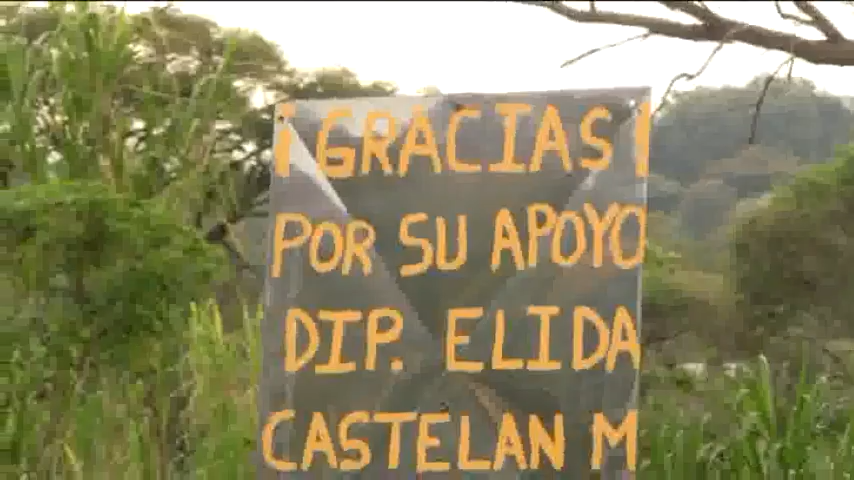 ¡GRACIAS!
POR SU APOYO
DIP. ELIDA
CASTELAN M